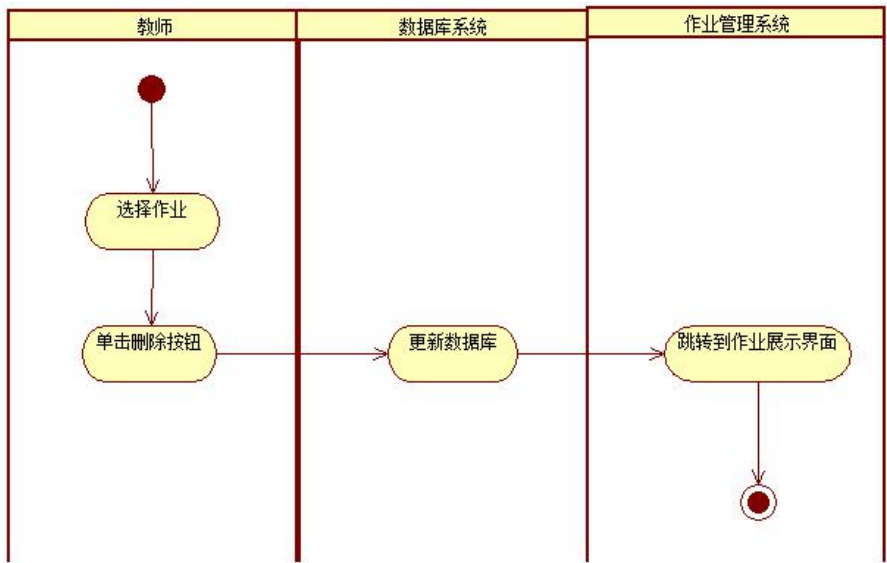 教师
数据库系统
作业管理系统
选择作业
单击删除按钮
更新数据库
跳转到作业展示界面